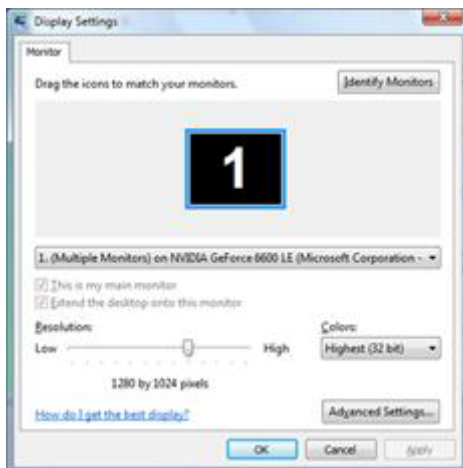 Display Settings
Monitor
Drag the icons to match your monitors.
Identify Monitors
1
1. (Multiple Monitors) on NVIDIA GeForce 6600 LE (Microsoft Corporation -
This is my main monitor
Extend the desktop onto this monitor
Resolution:
Colors:
Low
High
Highest (32 bit)
1280 by 1024 pixels
How do I get the best display?
Advanced Settings...
OK
Cancel
Apply